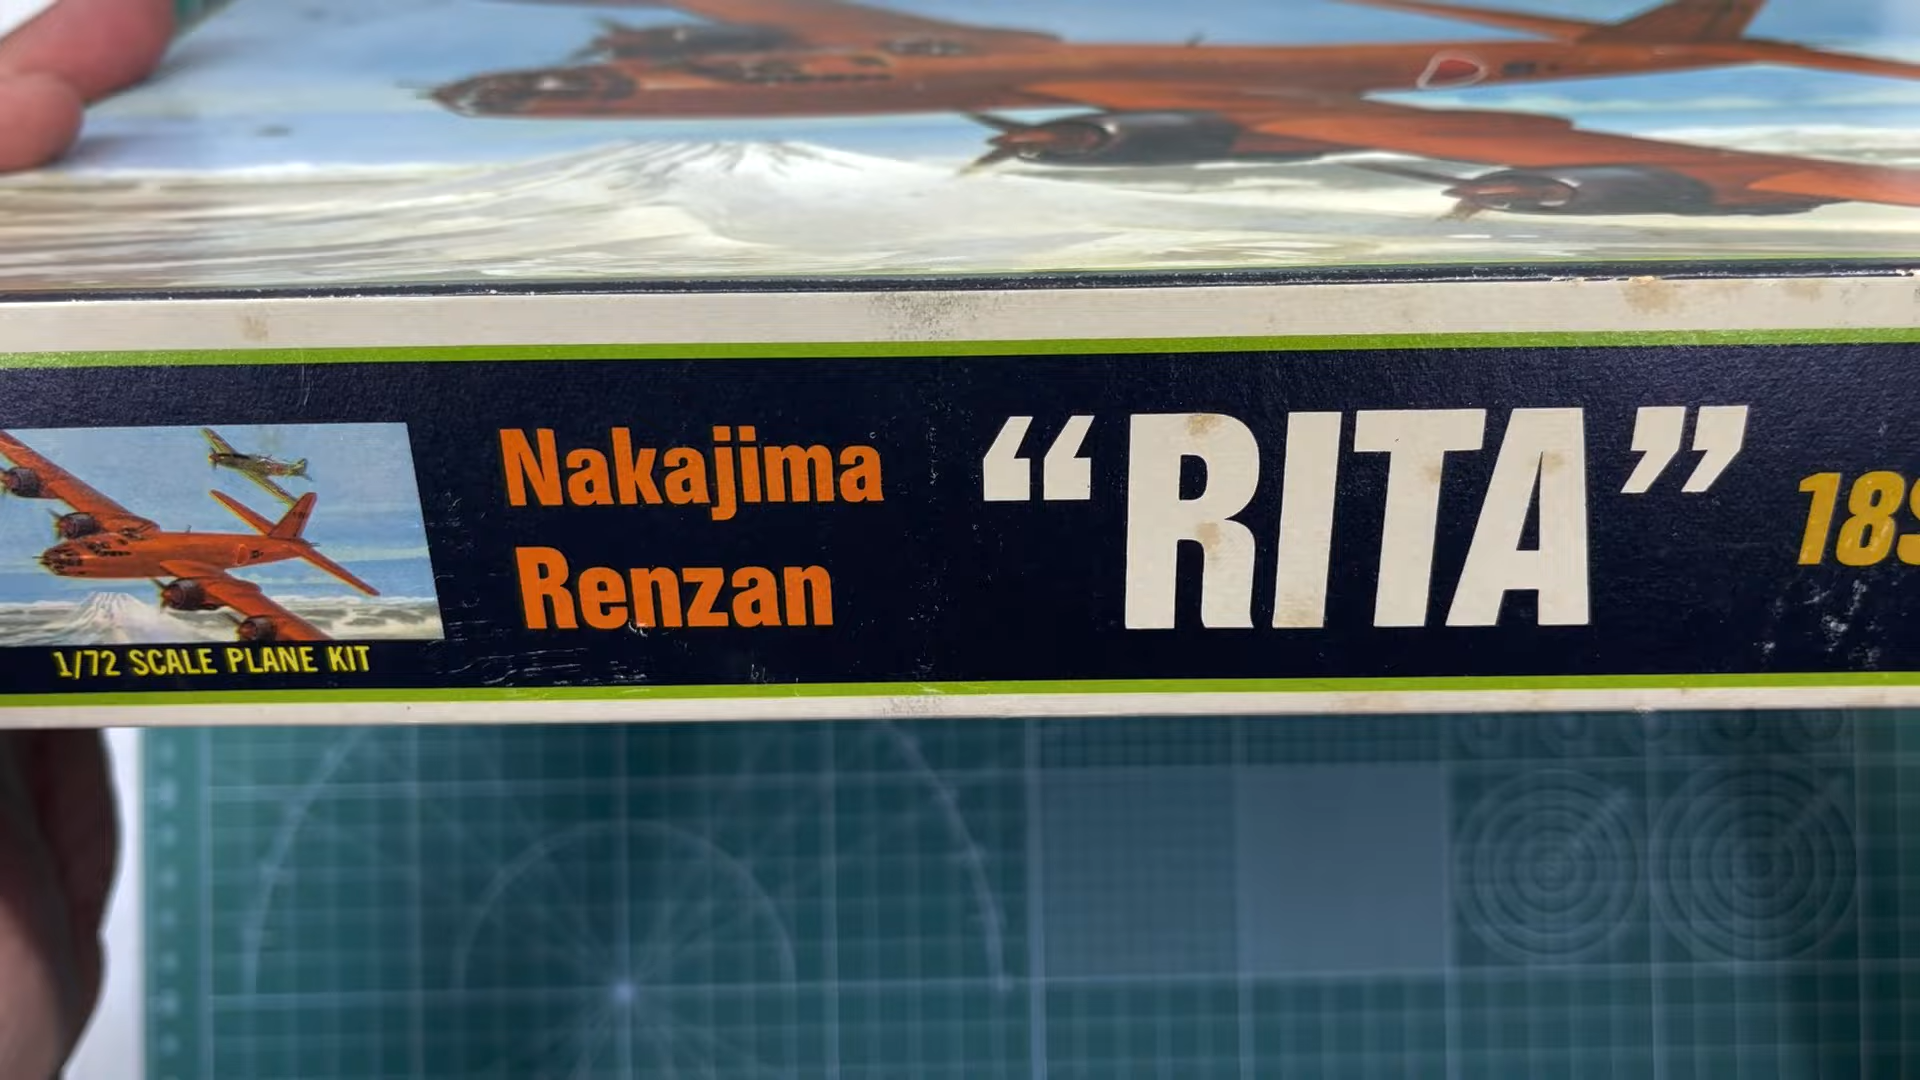 Nakajima
Renzan
“RITA”
1/72 SCALE PLANE KIT